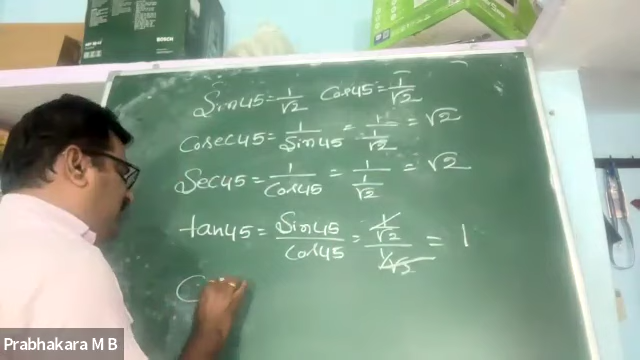 BOSCH
Sin45 = 1/√2 Cos45 = 1/√2
Cosec45 = 1/Sin45 = 1/(1/√2) = √2
Sec45 = 1/Cos45 = 1/(1/√2) = √2
tan45 = Sin45/Cos45 = (1/√2)/(1/√2) = 1
Prabhakara M B